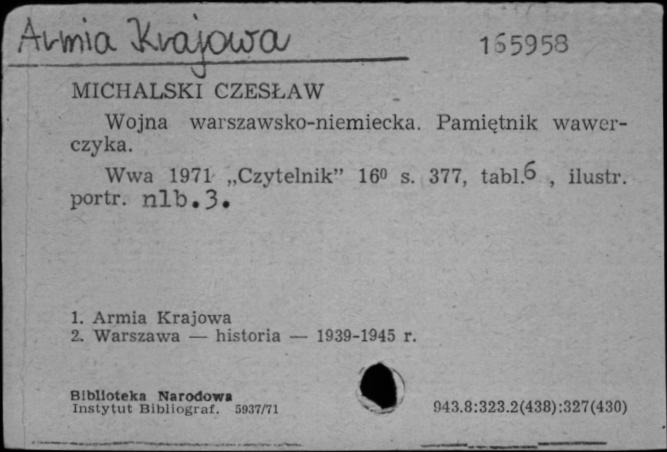 Armia Krajowa
165958
MICHALSKI CZESŁAW
Wojna warszawsko-niemiecka. Pamiętnik wawer-
czyka.
Wwa 1971 „Czytelnik” 16⁰ s. 377, tabl.6 , ilustr.
portr. nlb.3.
1. Armia Krajowa
2. Warszawa — historia — 1939-1945 r.
Biblioteka Narodowa
Instytut Bibliograf. 5937/71
943.8:323.2(438):327(430)